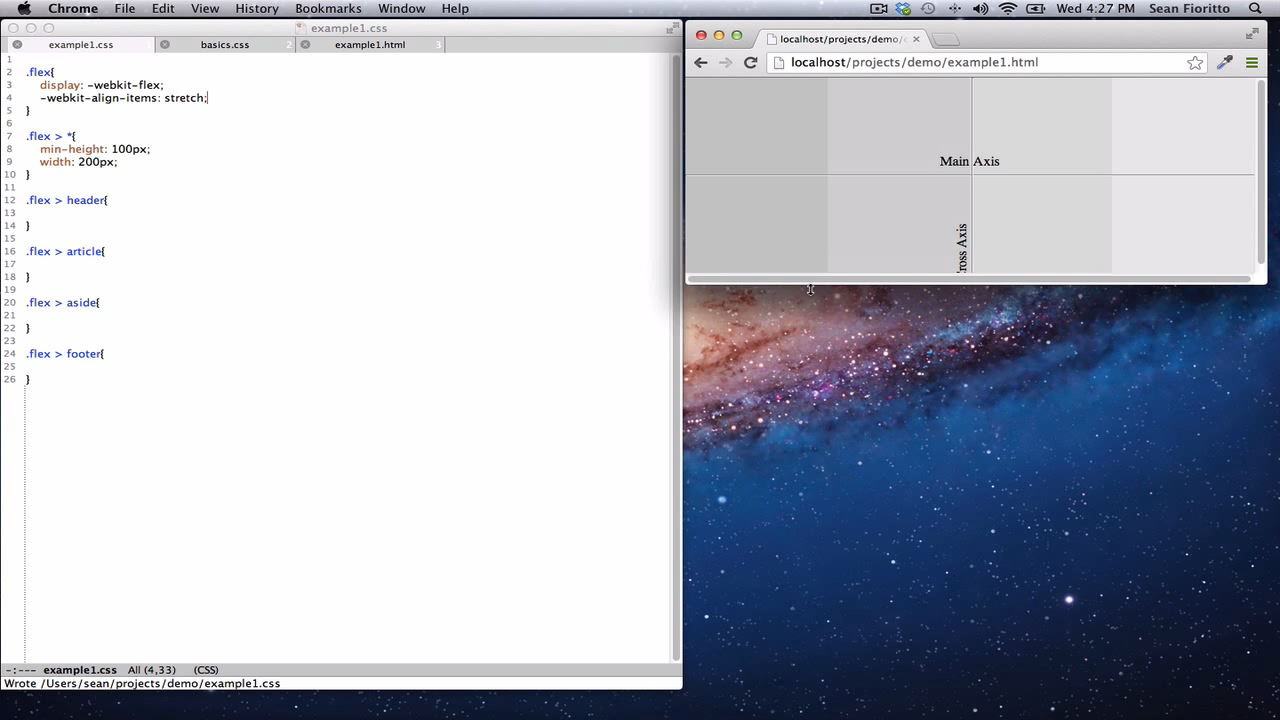 Chrome File Edit View History Bookmarks Window Help Wed 4:27 PM Sean Fioritto
example1.css
example1.css 1 basics.css 2 example1.html 3
1
2 .flex{
3 display: -webkit-flex;
4 -webkit-align-items: stretch;
5 }
6
7 .flex > *{
8 min-height: 100px;
9 width: 200px;
10 }
11
12 .flex > header{
13
14 }
15
16 .flex > article{
17
18 }
19
20 .flex > aside{
21
22 }
23
24 .flex > footer{
25
26 }
-:--- example1.css All (4,33) (CSS)
Wrote /Users/sean/projects/demo/example1.css
localhost/projects/demo/e
localhost/projects/demo/example1.html
Main Axis
ross Axis